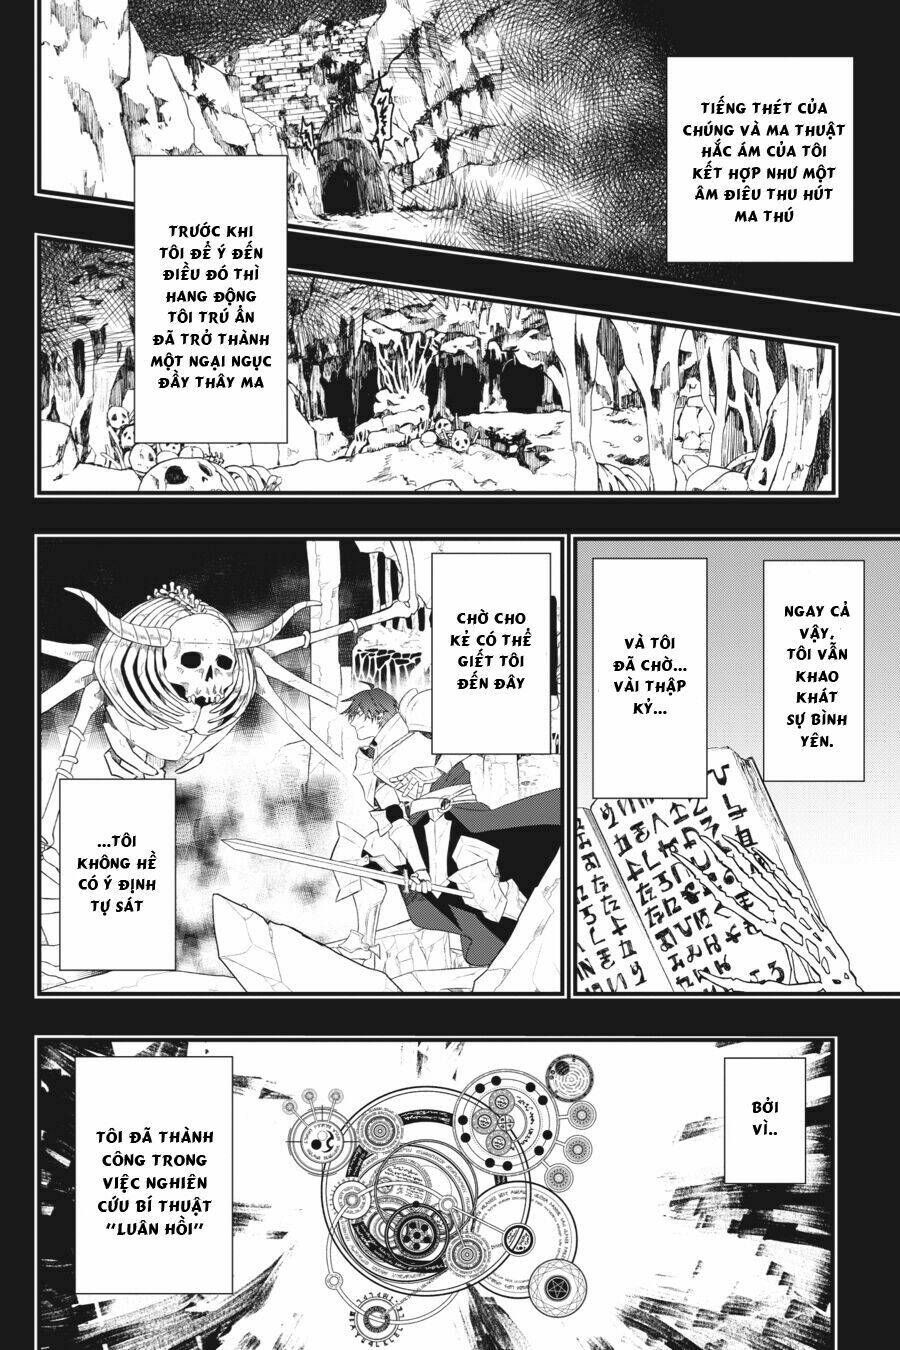 TIẾNG THÉT CỦA
CHÚNG VÀ MA THUẬT
HẮC ÁM CỦA TÔI
KẾT HỢP NHƯ MỘT
ÂM ĐIỆU THU HÚT
MA THÚ
TRƯỚC KHI
TÔI ĐỂ Ý ĐẾN
ĐIỀU ĐÓ THÌ
HANG ĐỘNG
TÔI TRÚ ẨN
ĐÃ TRỞ THÀNH
MỘT NGẠI NGỤC
ĐẦY THÂY MA
NGAY CẢ
VẬY,
TÔI VẪN
KHAO
KHÁT
SỰ BÌNH
YÊN.
VÀ TÔI
ĐÃ CHỜ...
VÀI THẬP
KỶ...
CHỜ CHO
KẺ CÓ THỂ
GIẾT TÔI
ĐẾN ĐÂY
...TÔI
KHÔNG HỀ
CÓ Ý ĐỊNH
TỰ SÁT
BỞI
VÌ..
TÔI ĐÃ THÀNH
CÔNG TRONG
VIỆC NGHIÊN
CỨU BÍ THUẬT
"LUÂN HỒI"